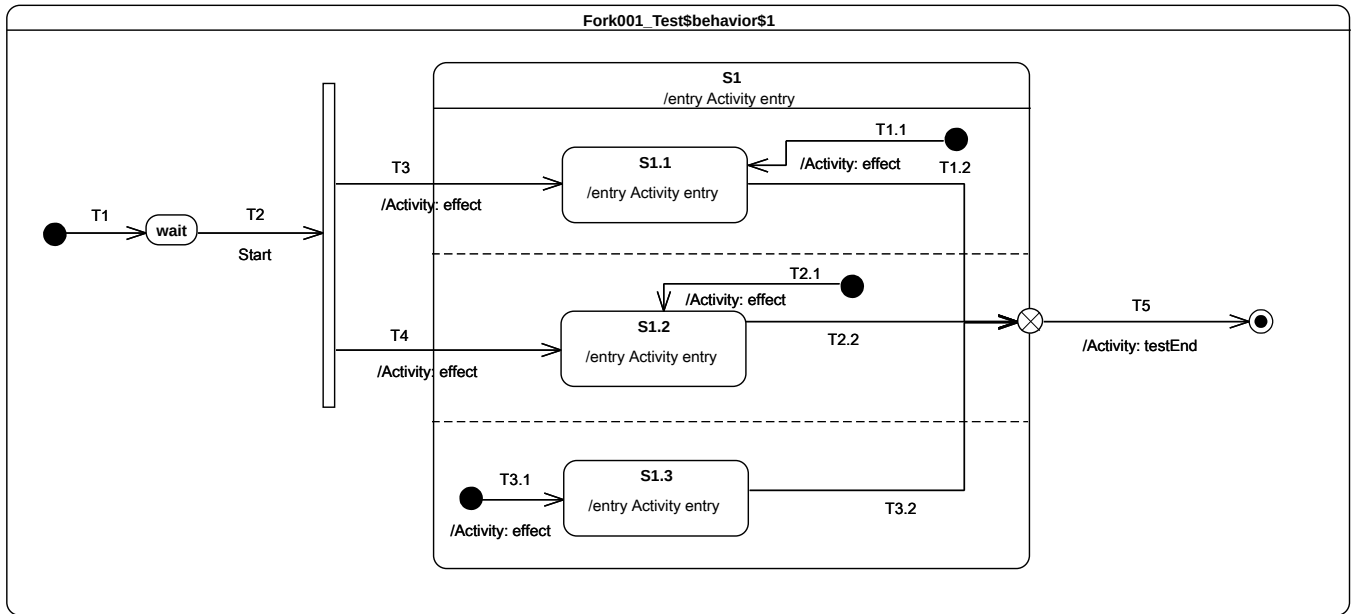 Fork001_Test$behavior$1
S1
/entry Activity entry
T1.1
/Activity: effect
T1.2
S1.1
/entry Activity entry
T3
/Activity: effect
T1
wait
T2
Start
T2.1
/Activity: effect
S1.2
/entry Activity entry
T4
/Activity: effect
T2.2
T5
/Activity: testEnd
S1.3
/entry Activity entry
T3.1
/Activity: effect
T3.2